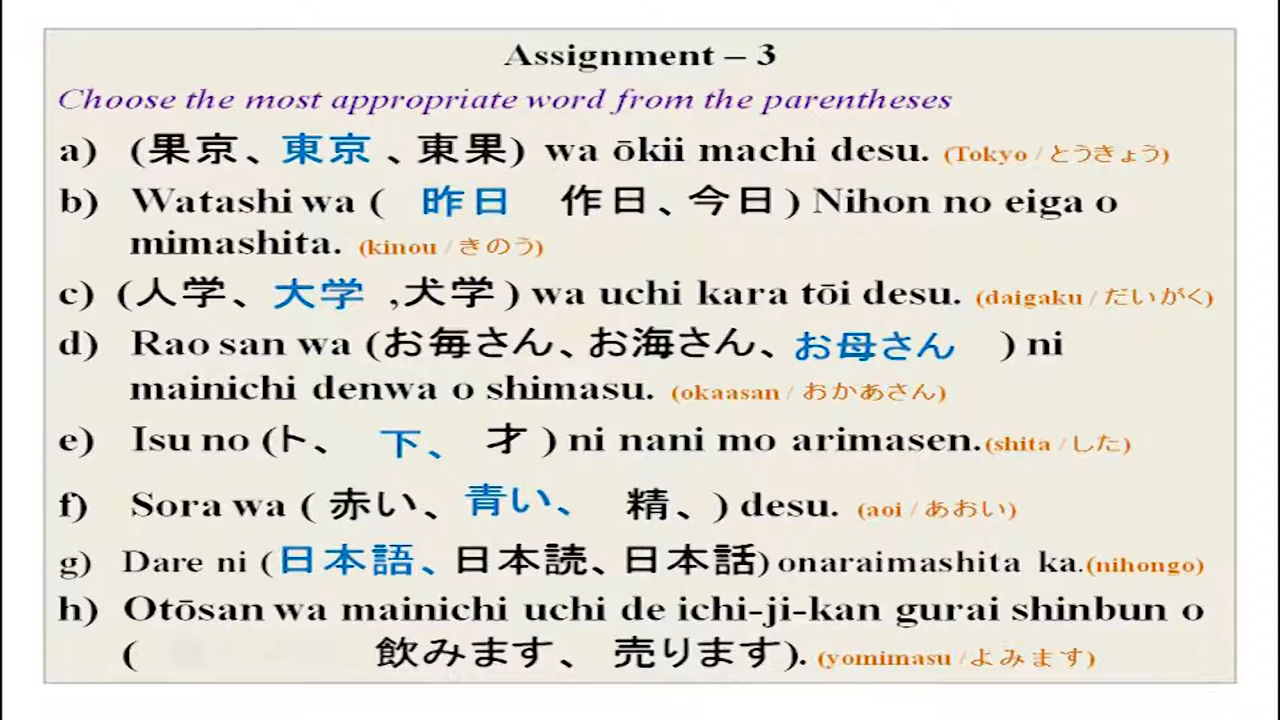 Assignment – 3
Choose the most appropriate word from the parentheses
a) (果京、東京 、東果) wa ōkii machi desu. (Tokyo / とうきょう)
b) Watashi wa ( 昨日 作日、今日 ) Nihon no eiga o
mimashita. (kinou / きのう)
c) (人学、大学 ,犬学 ) wa uchi kara tōi desu. (daigaku / だいがく)
d) Rao san wa (お毎さん、お海さん、お母さん ) ni
mainichi denwa o shimasu. (okaasan / おかあさん)
e) Isu no (ト、 下、 才 ) ni nani mo arimasen. (shita / した)
f) Sora wa ( 赤い、青い、 精、) desu. (aoi / あおい)
g) Dare ni (日本語、日本読、日本話) onaraimashita ka. (nihongo)
h) Otōsan wa mainichi uchi de ichi-ji-kan gurai shinbun o
( 飲みます、 売ります). (yomimasu /よみます)